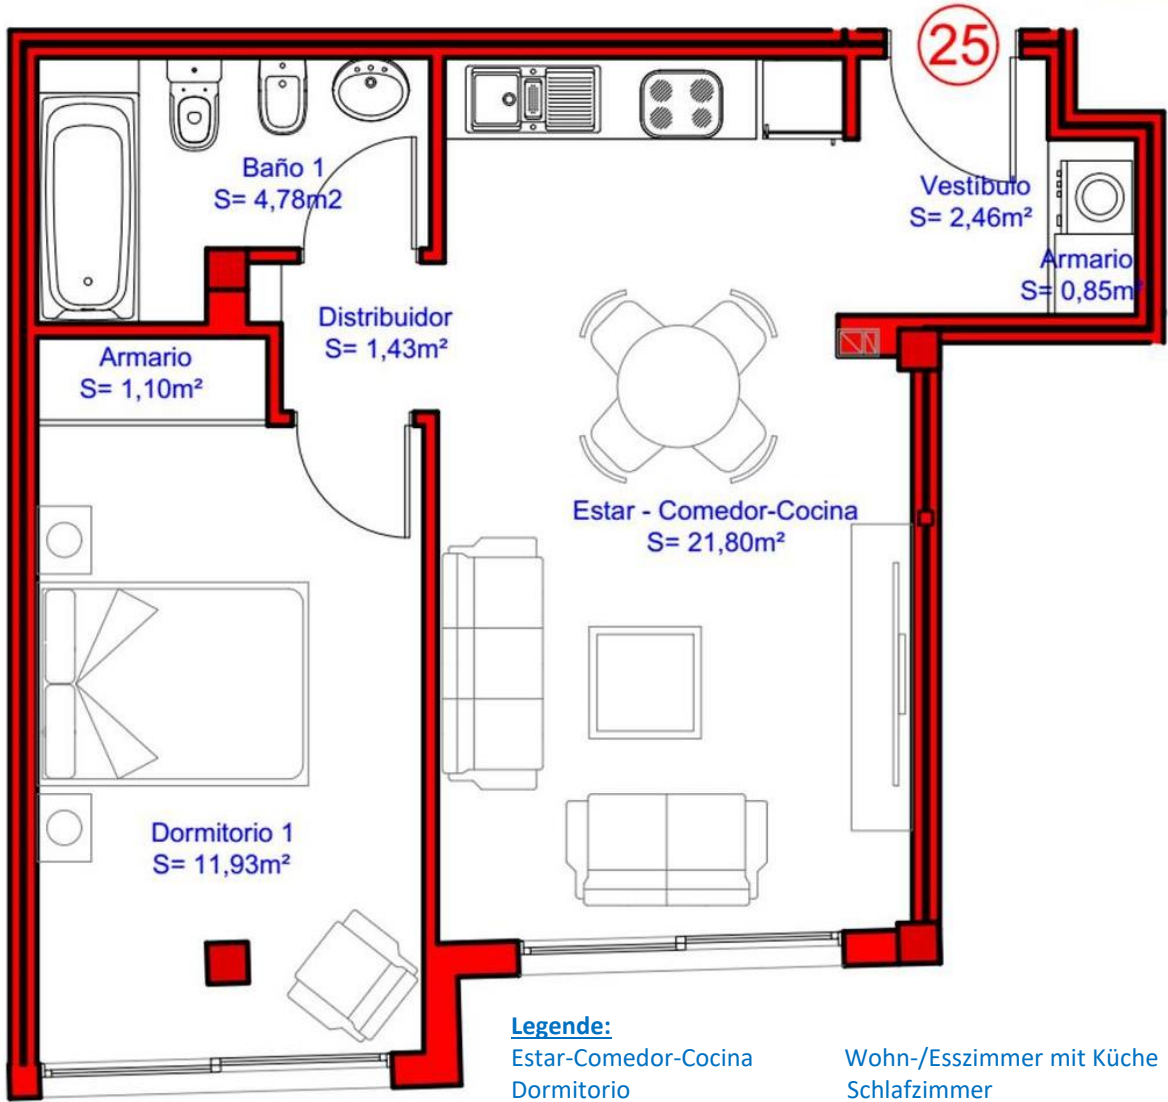 25
Baño 1
S= 4,78m2
Vestíbulo
S= 2,46m²
Armario
S= 0,85m²
Distribuidor
S= 1,43m²
Armario
S= 1,10m²
Estar - Comedor-Cocina
S= 21,80m²
Dormitorio 1
S= 11,93m²
Legende:
Estar-Comedor-Cocina Wohn-/Esszimmer mit Küche
Dormitorio Schlafzimmer